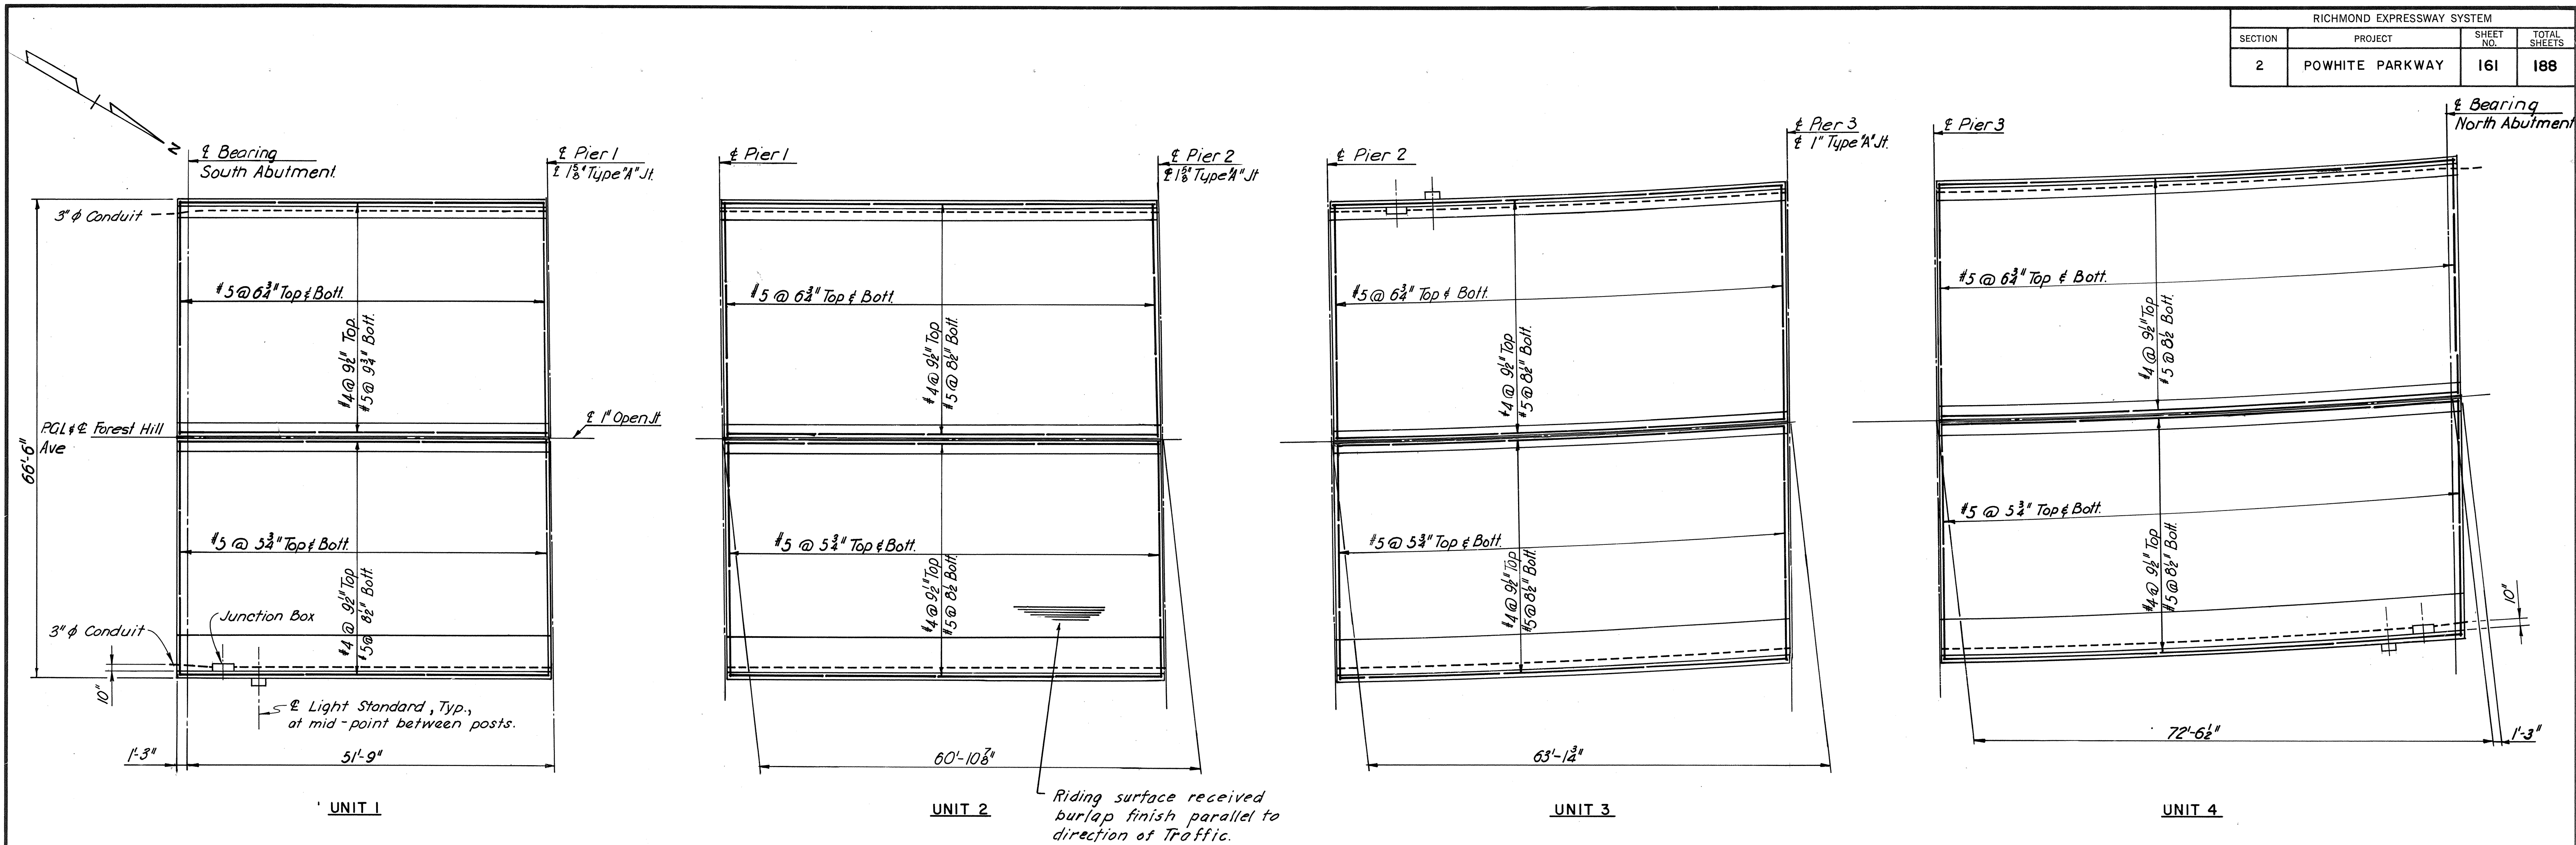 RICHMOND EXPRESSWAY SYSTEM
SECTION
PROJECT
SHEET NO.
TOTAL SHEETS
2
POWHITE PARKWAY
161
188
N
℄ Bearing
South Abutment.
℄ Pier 1
℄ 1⅝" Type "A" Jt.
3" ϕ Conduit
66'-6"
#5 @ 6¾" Top & Bott.
#4 @ 9½" Top.
#5 @ 9¾" Bott.
PGL & ℄ Forest Hill
Ave
℄ 1" Open Jt
#5 @ 5¾" Top & Bott.
#4 @ 9½" Top
#5 @ 8½" Bott.
3" ϕ Conduit
Junction Box
10"
℄ Light Standard, Typ.,
at mid-point between posts.
1'-3"
51'-9"
UNIT 1
℄ Pier 1
℄ Pier 2
℄ 1⅝" Type "A" Jt
#5 @ 6¾" Top & Bott.
#4 @ 9½" Top
#5 @ 8½" Bott.
#5 @ 5¾" Top & Bott.
#4 @ 9½" Top
#5 @ 8½ Bott.
60'-10⅞"
UNIT 2
Riding surface received
burlap finish parallel to
direction of Traffic.
℄ Pier 2
℄ Pier 3
℄ 1" Type "A" Jt.
#5 @ 6¾" Top & Bott.
#4 @ 9½" Top
#5 @ 8½" Bott.
#5 @ 5¾" Top & Bott.
#4 @ 9½" Top
#5 @ 8½" Bott.
63'-1¾"
UNIT 3
℄ Pier 3
℄ Bearing
North Abutment
#5 @ 6¾" Top & Bott.
#4 @ 9½" Top
#5 @ 8½ Bott.
#5 @ 5¾" Top & Bott.
#4 @ 9½" Top
#5 @ 8½" Bott.
10"
72'-6½"
1'-3"
UNIT 4